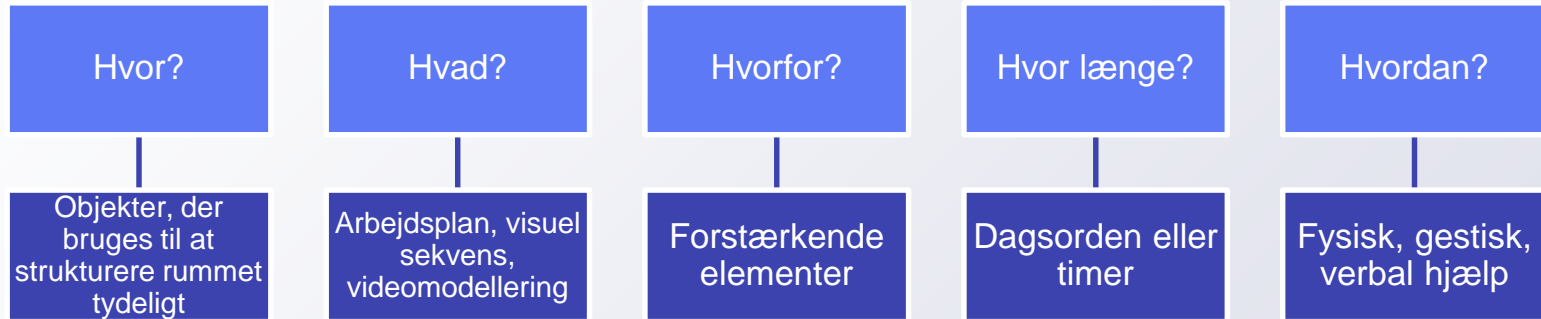 Hvor?
Hvad?
Hvorfor?
Hvor længe?
Hvordan?
Objekter, der
bruges til at
strukturere rummet
tydeligt
Arbejdsplan, visuel
sekvens,
videomodellering
Forstærkende
elementer
Dagsorden eller
timer
Fysisk, gestisk,
verbal hjælp